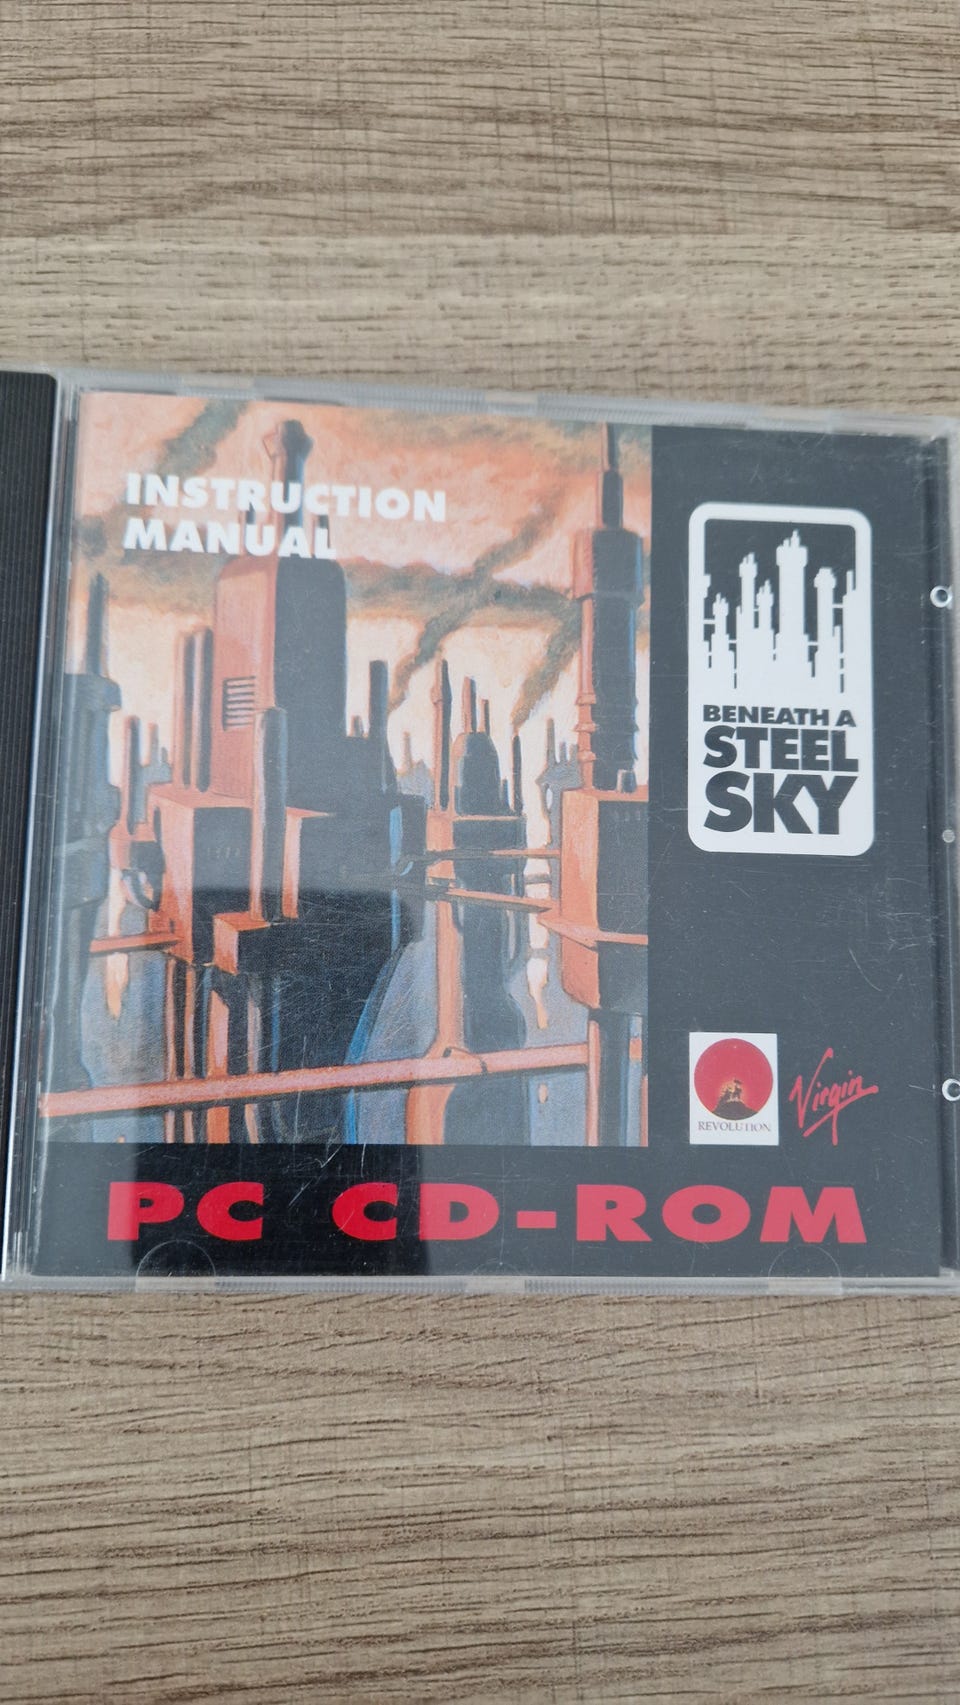 INSTRUCTION
MANUAL
BENEATH A
STEEL
SKY
REVOLUTION
Virgin
PC CD-ROM